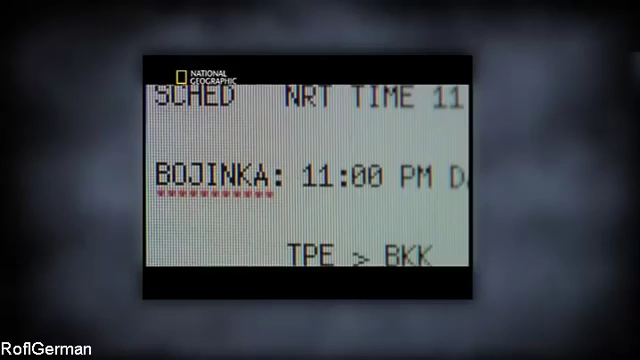 NATIONAL
GEOGRAPHIC
SCHED NRT TIME 11
BOJINKA: 11:00 PM D
TPE > BKK
RoflGerman